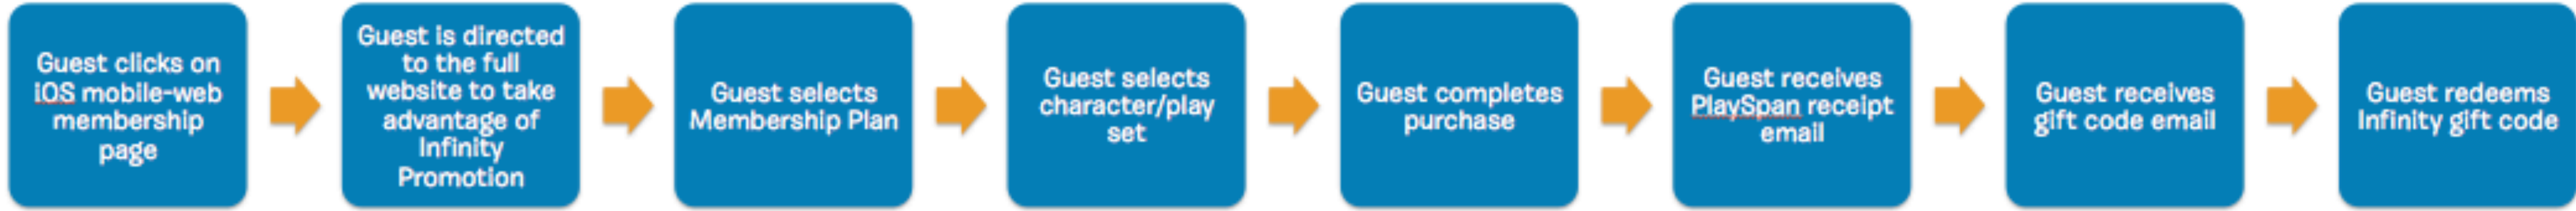 Guest clicks on
iOS mobile-web
membership
page
Guest is directed
to the full
website to take
advantage of
Infinity
Promotion
Guest selects
Membership Plan
Guest selects
character/play
set
Guest completes
purchase
Guest receives
PlaySpan receipt
email
Guest receives
gift code email
Guest redeems
Infinity gift code